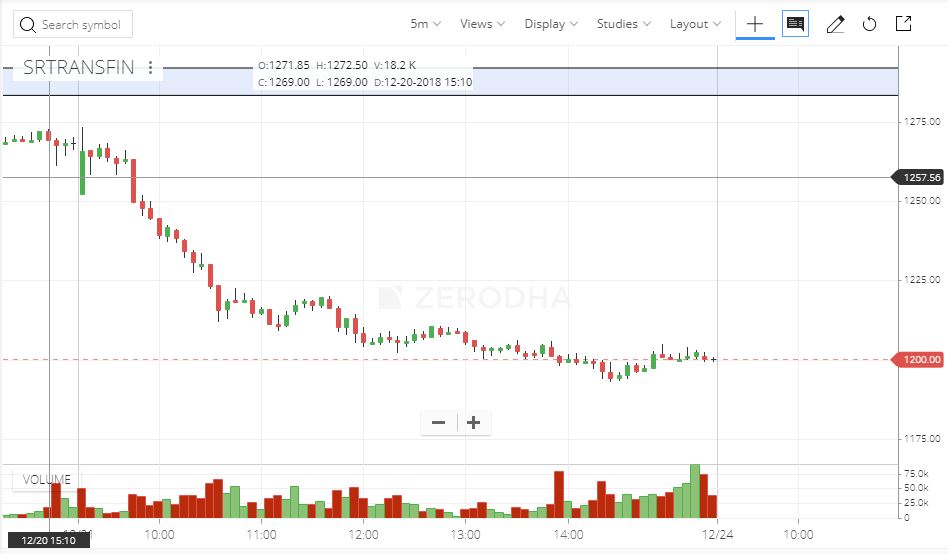 Search symbol 5m Views Display Studies Layout
SRTRANSFIN
O:1271.85 H:1272.50 V:18.2 K
C: 1269.00 L: 1269.00 D:12-20-2018 15:10
1275.00
1257.56
1250.00
1225.00
ZERODHA
1200.00
1175.00
VOLUME
75.0k
50.0k
25.0k
0
10:00 11:00 12:00 13:00 14:00 12/24 10:00
12/20 15:10